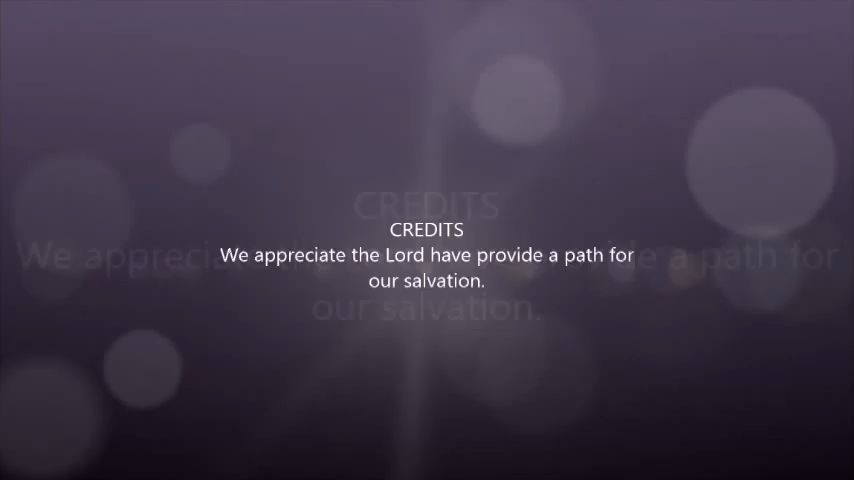 CREDITS
We appreciate the Lord have provide a path for
our salvation.